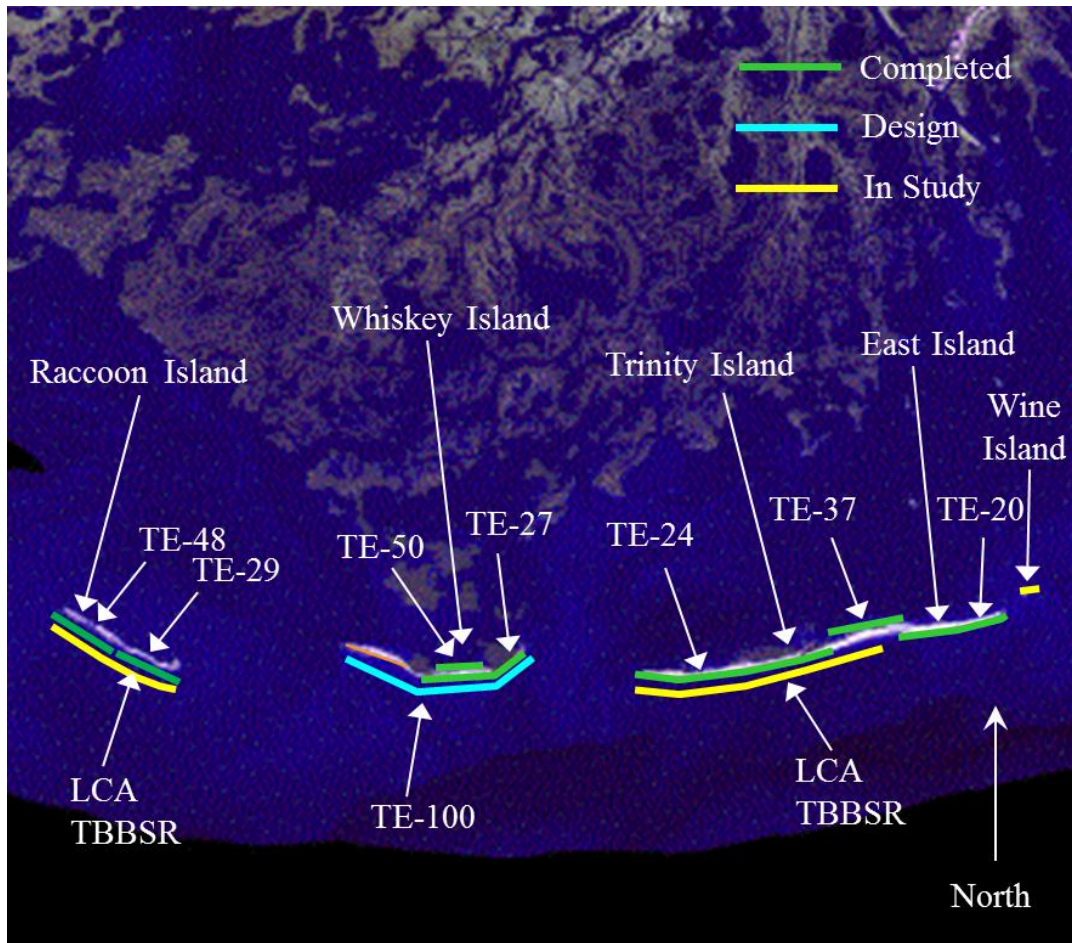 Completed
Design
In Study
Whiskey Island
Raccoon Island
Trinity Island
East Island
Wine
Island
TE-48
TE-29
TE-50
TE-27
TE-24
TE-37
TE-20
LCA
TBBSR
TE-100
LCA
TBBSR
North